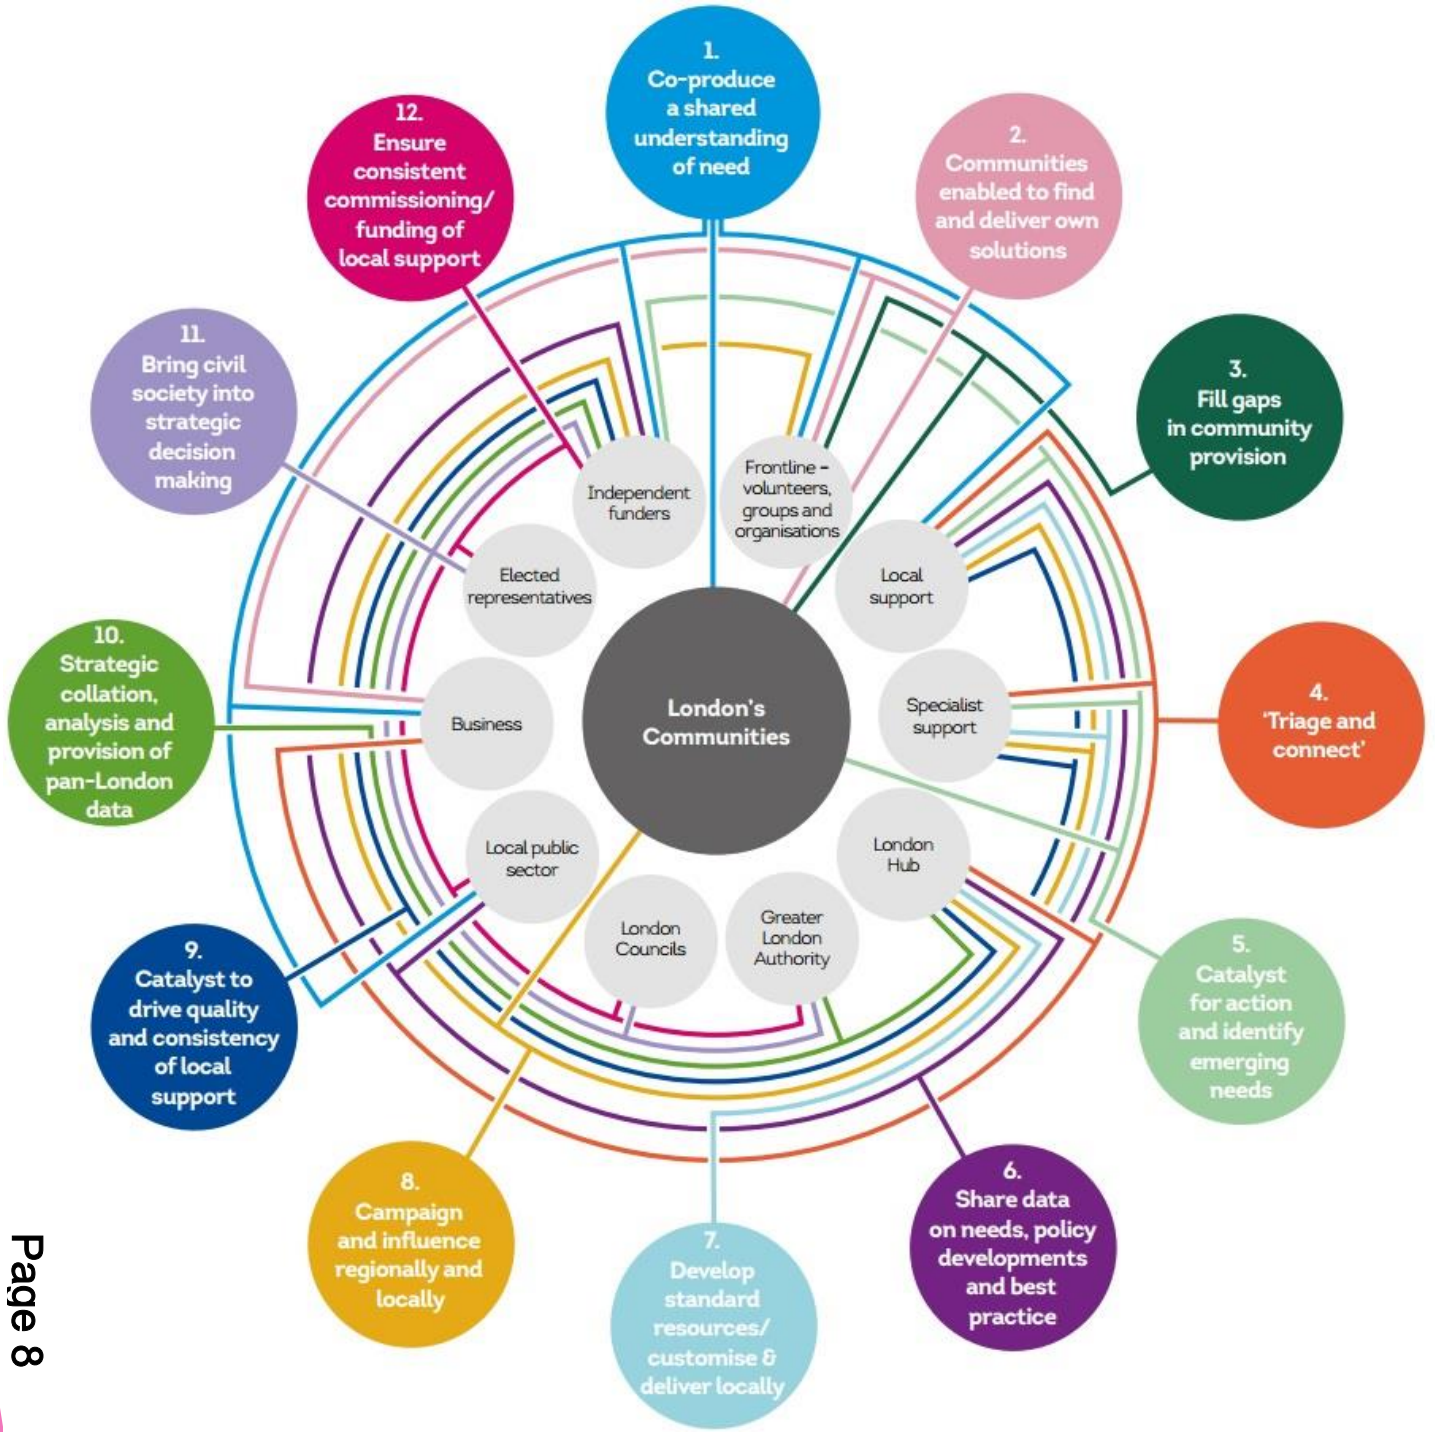 1.
Co-produce
a shared
understanding
of need
2.
Communities
enabled to find
and deliver own
solutions
3.
Fill gaps
in community
provision
4.
‘Triage and
connect’
5.
Catalyst
for action
and identify
emerging
needs
6.
Share data
on needs, policy
developments
and best
practice
7.
Develop
standard
resources/
customise &
deliver locally
8.
Campaign
and influence
regionally and
locally
9.
Catalyst to
drive quality
and consistency
of local
support
10.
Strategic
collation,
analysis and
provision of
pan-London
data
11.
Bring civil
society into
strategic
decision
making
12.
Ensure
consistent
commissioning/
funding of
local support
Independent
funders
Frontline –
volunteers,
groups and
organisations
Local
support
Specialist
support
London
Hub
Greater
London
Authority
London
Councils
Local public
sector
Business
Elected
representatives
London’s
Communities
Page 8